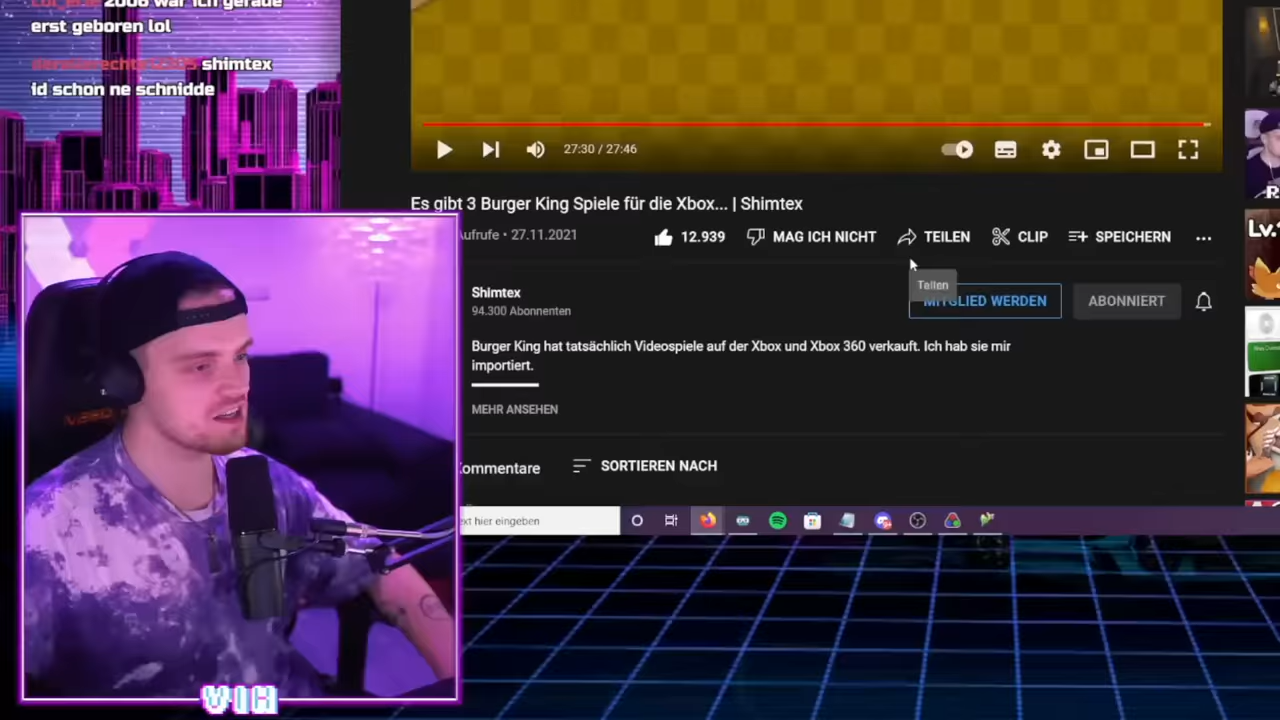 2006 war ich gerade
erst geboren lol
shimtex
id schon ne schnidde
27:30 / 27:46
Es gibt 3 Burger King Spiele für die Xbox... | Shimtex
ufrufe • 27.11.2021
12.939
MAG ICH NICHT
TEILEN
CLIP
SPEICHERN
Teilen
Shimtex
94.300 Abonnenten
MITGLIED WERDEN
ABONNIERT
Burger King hat tatsächlich Videospiele auf der Xbox und Xbox 360 verkauft. Ich hab sie mir
importiert.
MEHR ANSEHEN
Kommentare
SORTIEREN NACH
xt hier eingeben
Lv.